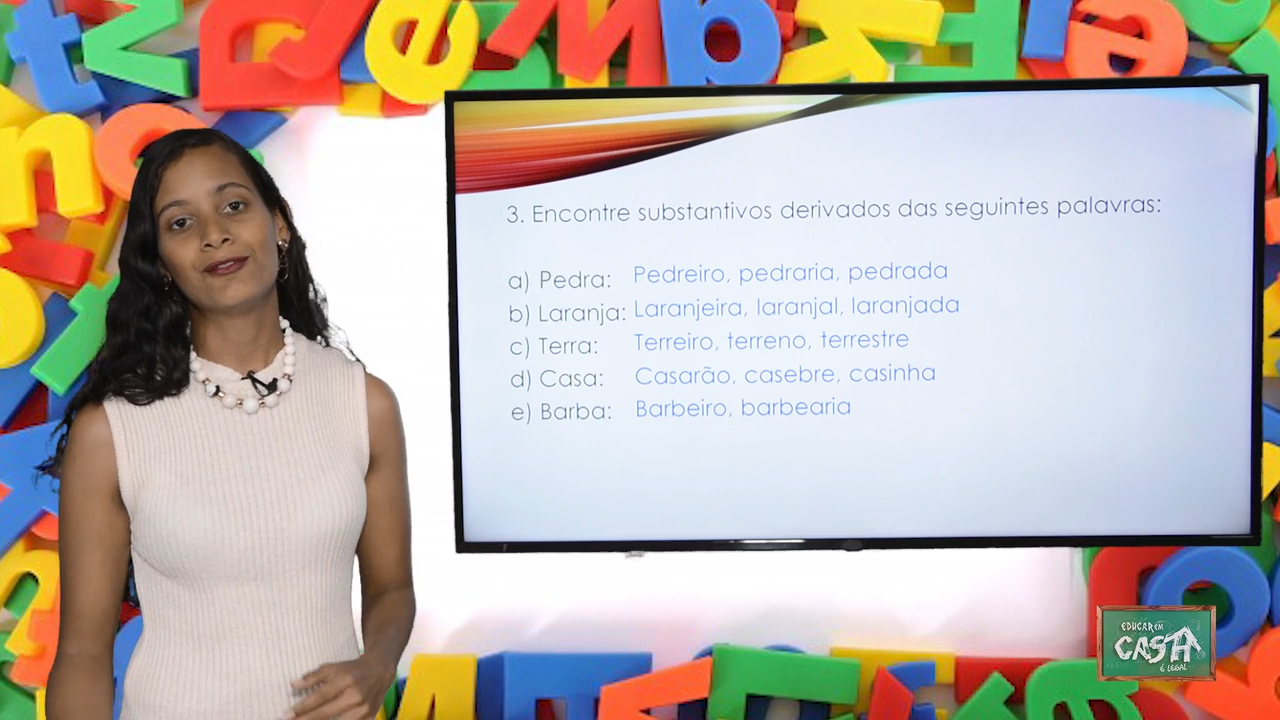 3. Encontre substantivos derivados das seguintes palavras:
a) Pedra: Pedreiro, pedraria, pedrada
b) Laranja: Laranjeira, laranjal, laranjada
c) Terra: Terreiro, terreno, terrestre
d) Casa: Casarão, casebre, casinha
e) Barba: Barbeiro, barbearia
EDUCAR EM
CASA
É LEGAL